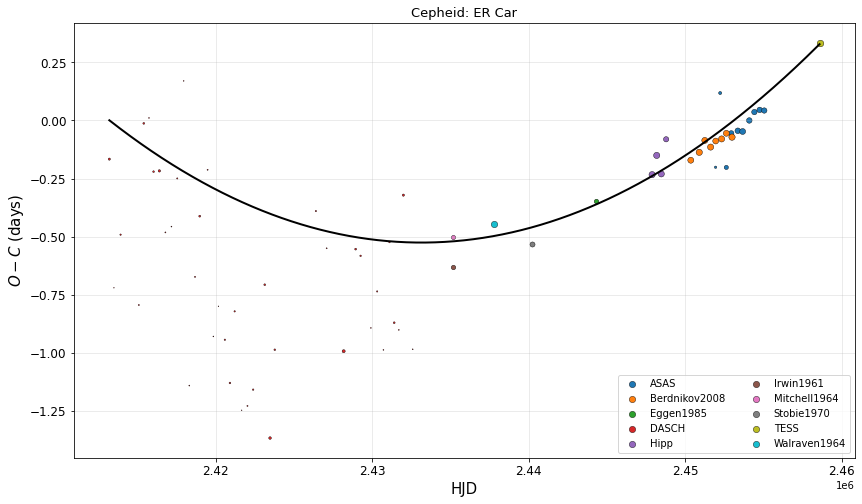 Cepheid: ER Car
O − C (days)
0.25
0.00
−0.25
−0.50
−0.75
−1.00
−1.25
ASAS
Berdnikov2008
Eggen1985
DASCH
Hipp
Irwin1961
Mitchell1964
Stobie1970
TESS
Walraven1964
2.42 2.43 2.44 2.45 2.46
1e6
HJD